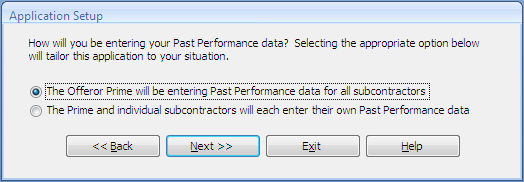 Application Setup
How will you be entering your Past Performance data? Selecting the appropriate option below
will tailor this application to your situation.
The Offeror Prime will be entering Past Performance data for all subcontractors
The Prime and individual subcontractors will each enter their own Past Performance data
<< Back Next >> Exit Help